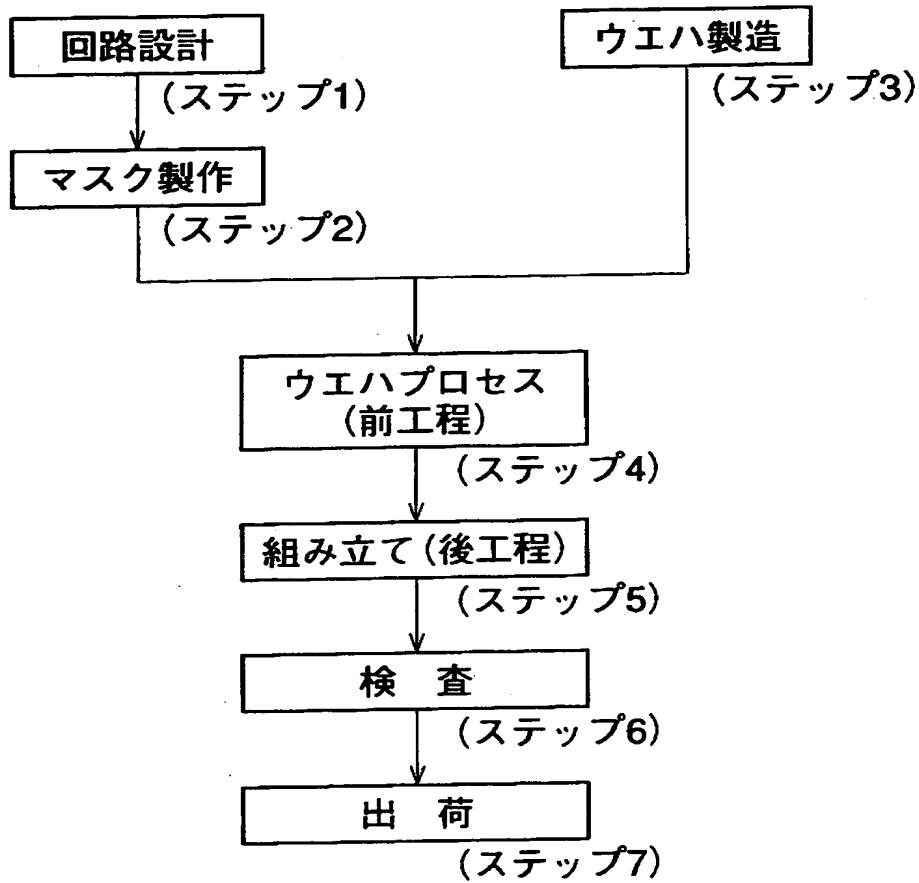 回路設計
(ステップ1)
マスク製作
(ステップ2)
ウエハ製造
(ステップ3)
ウエハプロセス
(前工程)
(ステップ4)
組み立て(後工程)
(ステップ5)
検 査
(ステップ6)
出 荷
(ステップ7)